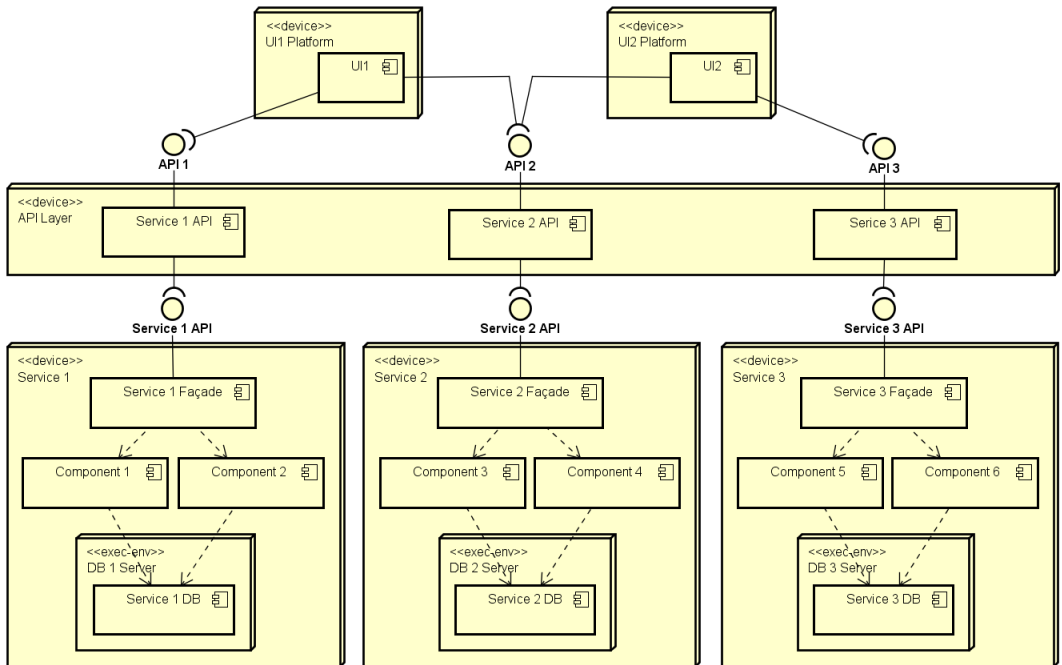 <<device>>
UI1 Platform
UI1
<<device>>
UI2 Platform
UI2
API 1
API 2
API 3
<<device>>
API Layer
Service 1 API
Service 2 API
Serice 3 API
Service 1 API
Service 2 API
Service 3 API
<<device>>
Service 1
Service 1 Façade
Component 1
Component 2
<<exec-env>>
DB 1 Server
Service 1 DB
<<device>>
Service 2
Service 2 Façade
Component 3
Component 4
<<exec-env>>
DB 2 Server
Service 2 DB
<<device>>
Service 3
Service 3 Façade
Component 5
Component 6
<<exec-env>>
DB 3 Server
Service 3 DB